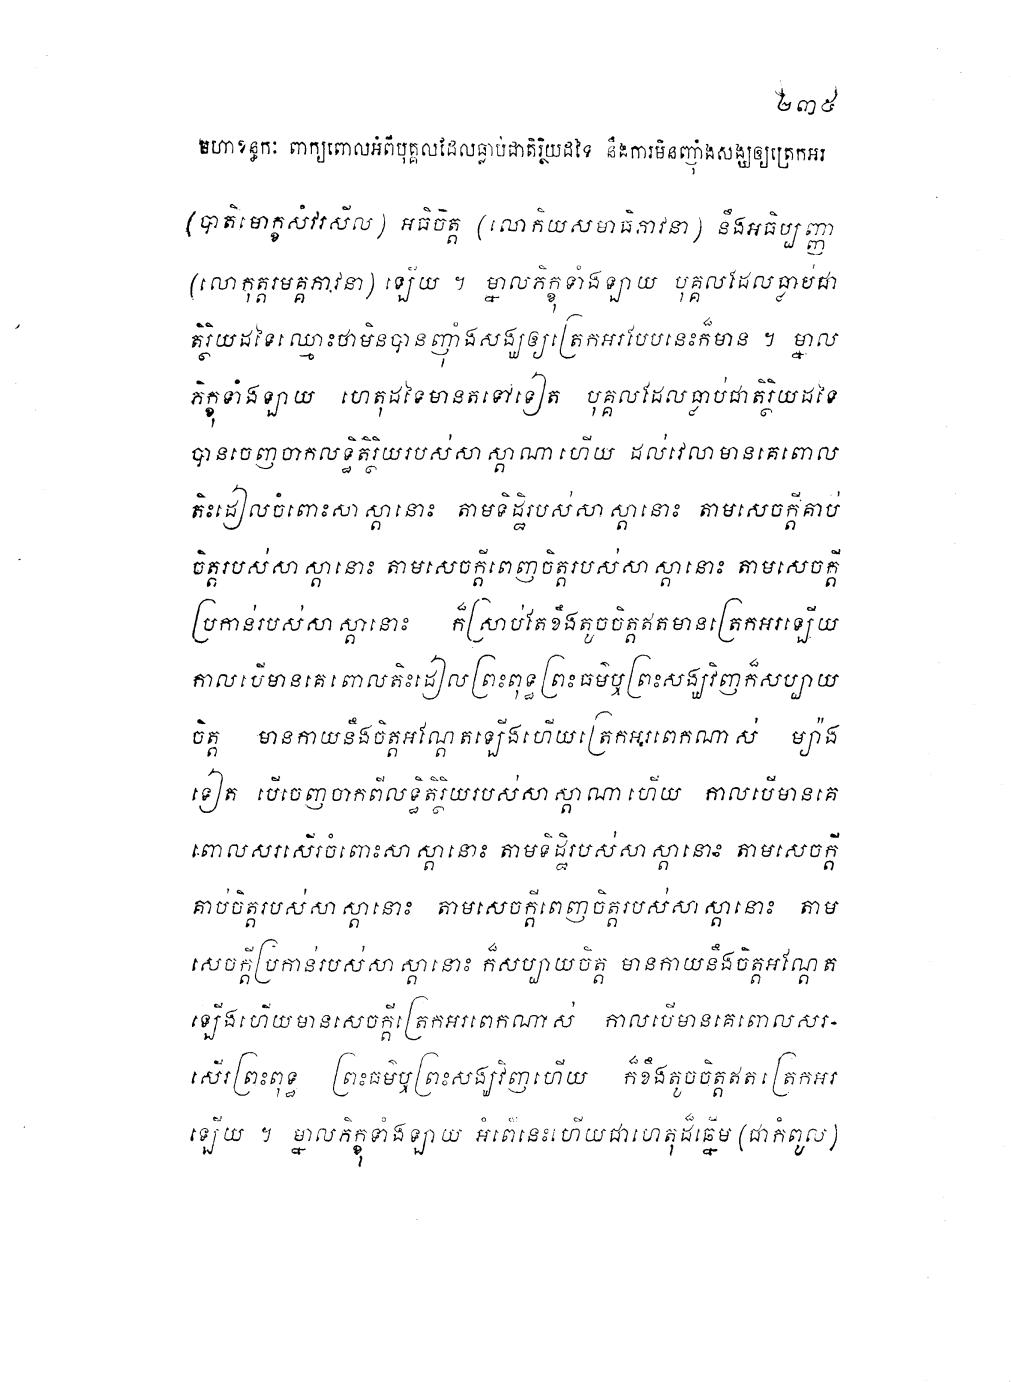 ២៣៥
មហាខន្ធកៈ ពាក្យពោលអំពីបុគ្គលដែលធ្លាប់ជាតិរ្ថិយដទៃ នឹងការមិនញ៉ាំងសង្ឃឲ្យត្រេកអរ
(បាតិមោក្ខសំវរសីល) អធិចិត្ត (លោកិយសមាធិភាវនា) នឹងអធិប្បញ្ញា
(លោកុត្តរមគ្គភាវនា) ឡើយ ។ ម្នាលភិក្ខុទាំងឡាយ បុគ្គលដែលធ្លាប់ជា
តិរ្ថិយដទៃឈ្មោះថាមិនបានញ៉ាំងសង្ឃឲ្យត្រេកអរបែបនេះក៏មាន ។ ម្នាល
ភិក្ខុទាំងឡាយ ហេតុដទៃមានតទៅទៀត បុគ្គលដែលធ្លាប់ជាតិរ្ថិយដទៃ
បានចេញចាកលទ្ធិតិរ្ថិយរបស់សាស្តាណាហើយ ដល់វេលាមានគេពោល
តិះដៀលចំពោះសាស្តានោះ តាមទិដ្ឋិរបស់សាស្តានោះ តាមសេចក្តីគាប់
ចិត្តរបស់សាស្តានោះ តាមសេចក្តីពេញចិត្តរបស់សាស្តានោះ តាមសេចក្តី
ប្រកាន់របស់សាស្តានោះ ក៏ស្រាប់តែខឹងតូចចិត្តឥតមានត្រេកអរឡើយ
កាលបើមានគេពោលតិះដៀលព្រះពុទ្ធព្រះធម៌ឬព្រះសង្ឃវិញក៏សប្បាយ
ចិត្ត មានកាយនឹងចិត្តអណ្តែតឡើងហើយត្រេកអរពេកណាស់ ម្យ៉ាង
ទៀត បើចេញចាកពីលទ្ធិតិរ្ថិយរបស់សាស្តាណាហើយ កាលបើមានគេ
ពោលសរសើរចំពោះសាស្តានោះ តាមទិដ្ឋិរបស់សាស្តានោះ តាមសេចក្តី
គាប់ចិត្តរបស់សាស្តានោះ តាមសេចក្តីពេញចិត្តរបស់សាស្តានោះ តាម
សេចក្តីប្រកាន់របស់សាស្តានោះ ក៏សប្បាយចិត្ត មានកាយនឹងចិត្តអណ្តែត
ឡើងហើយមានសេចក្តីត្រេកអរពេកណាស់ កាលបើមានគេពោលសរ-
សើរព្រះពុទ្ធ ព្រះធម៌ឬព្រះសង្ឃវិញហើយ ក៏ខឹងតូចចិត្តឥតត្រេកអរ
ឡើយ ។ ម្នាលភិក្ខុទាំងឡាយ អំពើនេះហើយជាហេតុដ៏ឆ្នើម (ជាកំពូល)